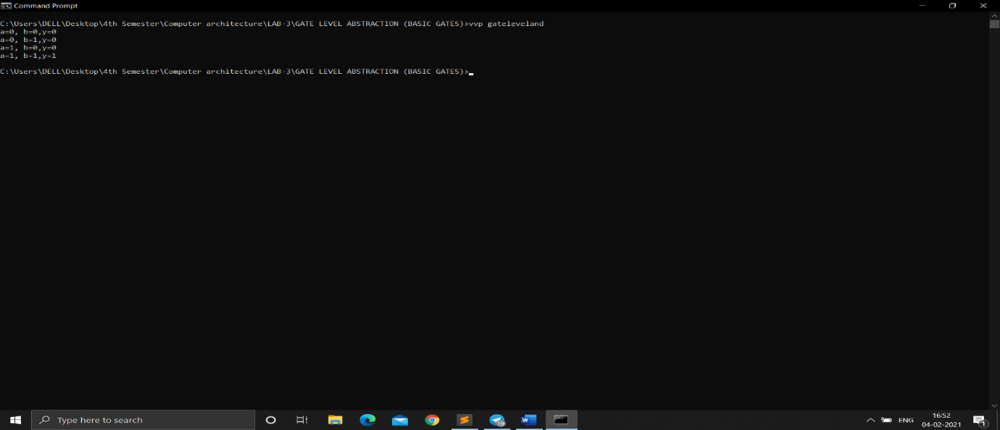 Command Prompt
C:\Users\DELL\Desktop\4th Semester\Computer architecture\LAB-3\GATE LEVEL ABSTRACTION (BASIC GATES)>vvp gateleveland
a=0, b=0,y=0
a=0, b=1,y=0
a=1, b=0,y=0
a=1, b=1,y=1
C:\Users\DELL\Desktop\4th Semester\Computer architecture\LAB-3\GATE LEVEL ABSTRACTION (BASIC GATES)>
Type here to search
19
ENG
16:52
04-02-2021
1